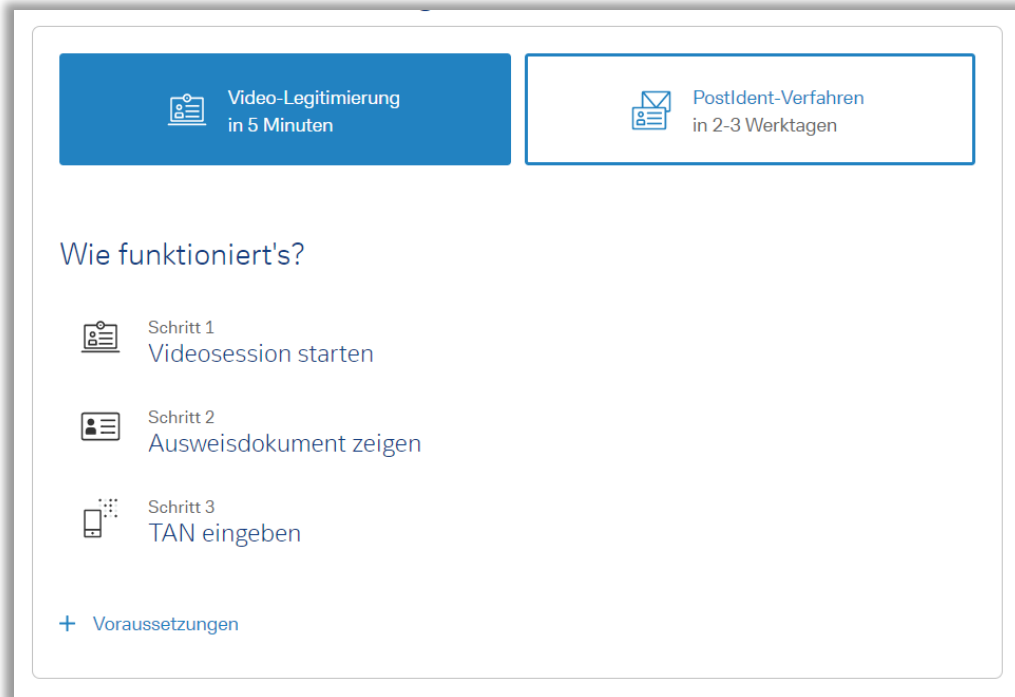 Video-Legitimierung
in 5 Minuten
PostIdent-Verfahren
in 2-3 Werktagen
Wie funktioniert's?
Schritt 1
Videosession starten
Schritt 2
Ausweisdokument zeigen
Schritt 3
TAN eingeben
+ Voraussetzungen